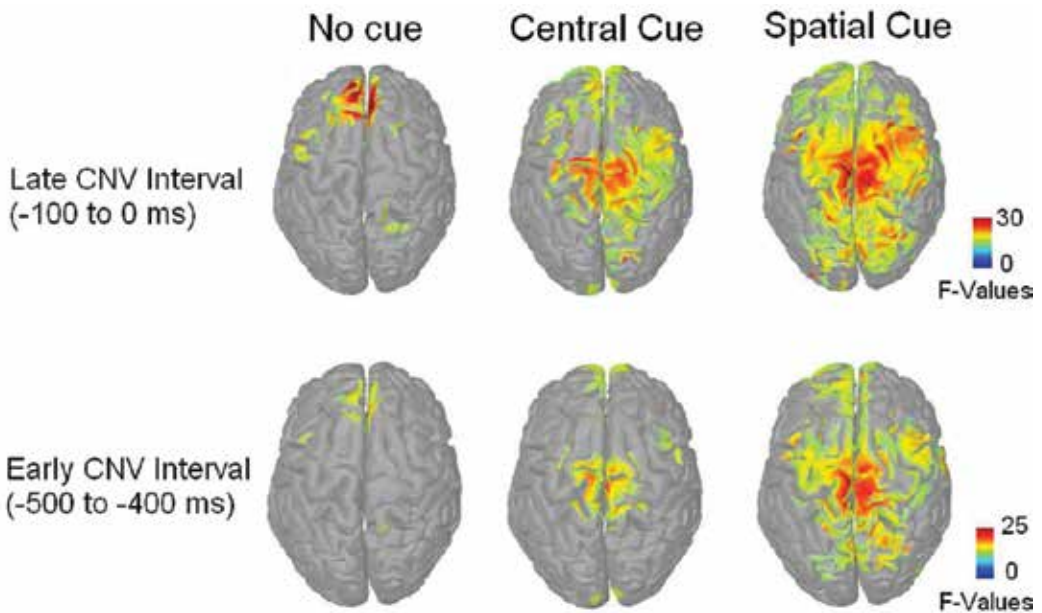 No cue
Central Cue
Spatial Cue
Late CNV Interval
(-100 to 0 ms)
30
0
F-Values
Early CNV Interval
(-500 to -400 ms)
25
0
F-Values